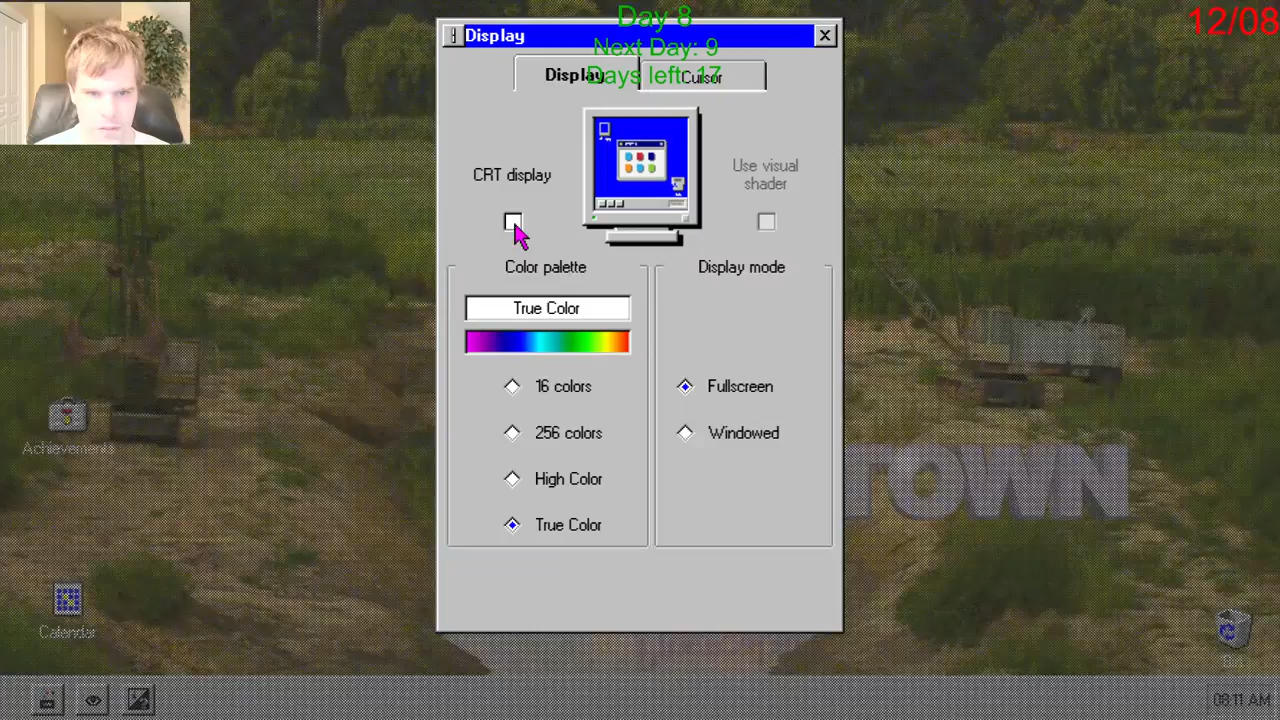 12/08
Day 8
Next Day: 9
Days left: 17
Display
X
Display
Cursor
CRT display
Use visual
shader
Color palette
Display mode
True Color
16 colors
256 colors
High Color
True Color
Fullscreen
Windowed
Achievements
TOWN
Calendar
08:11 AM